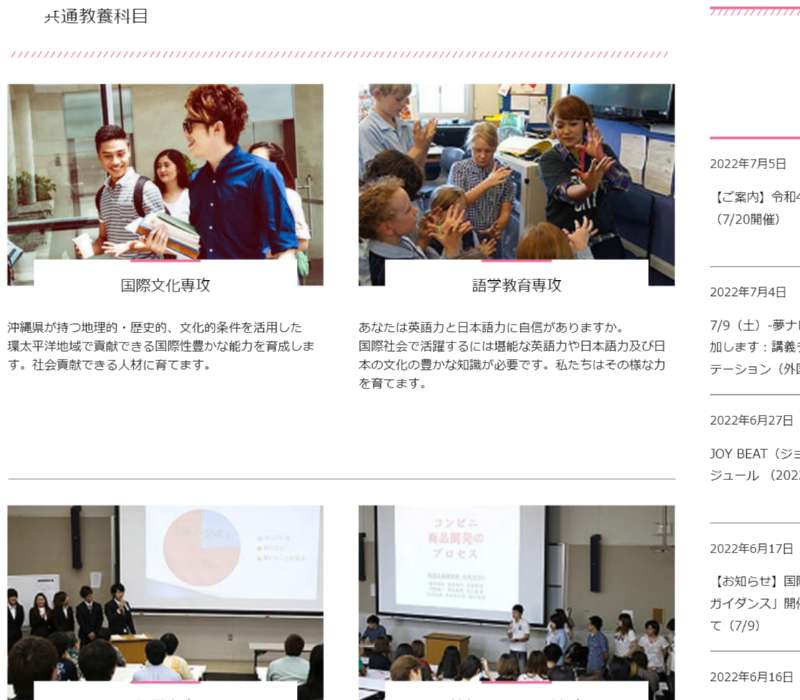 共通教養科目
国際文化専攻
沖縄県が持つ地理的・歴史的、文化的条件を活用した
環太平洋地域で貢献できる国際性豊かな能力を育成しま
す。社会貢献できる人材に育てます。
語学教育専攻
あなたは英語力と日本語力に自信がありますか。
国際社会で活躍するには堪能な英語力や日本語力及び日
本の文化の豊かな知識が必要です。私たちはその様な力
を育てます。
コンビニ
商品開発の
プロセス
2022年7月5日
【ご案内】令和4
（7/20開催）
2022年7月4日
7/9（土）-夢ナビ
加します：講義
テーション（外国
2022年6月27日
JOY BEAT（ジョ
ジュール （202
2022年6月17日
【お知らせ】国際
ガイダンス」開催
て（7/9）
2022年6月16日